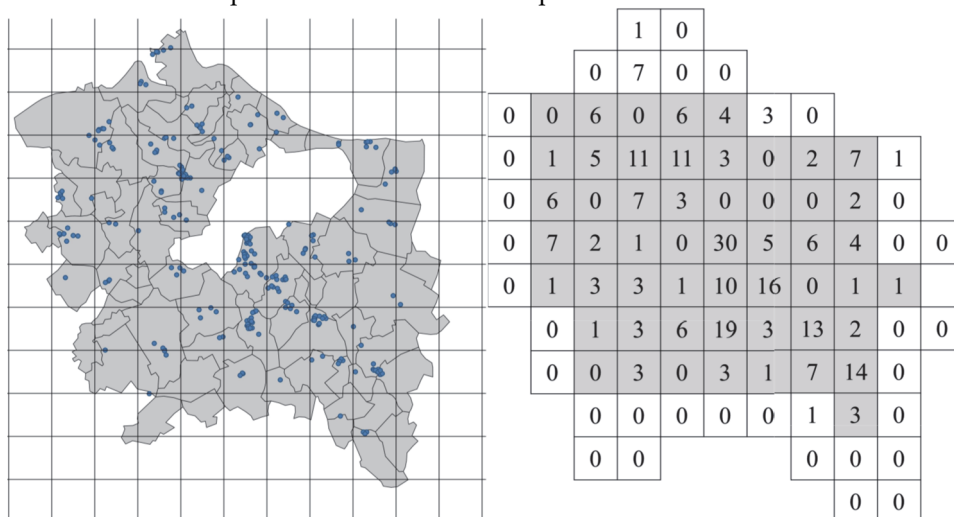 1 0
0 7 0 0
0 0 6 0 6 4 3 0
0 1 5 11 11 3 0 2 7 1
0 6 0 7 3 0 0 0 2 0
0 7 2 1 0 30 5 6 4 0 0
0 1 3 3 1 10 16 0 1 1
0 1 3 6 19 3 13 2 0 0
0 0 3 0 3 1 7 14 0
0 0 0 0 0 1 3 0
0 0 0 0 0
0 0